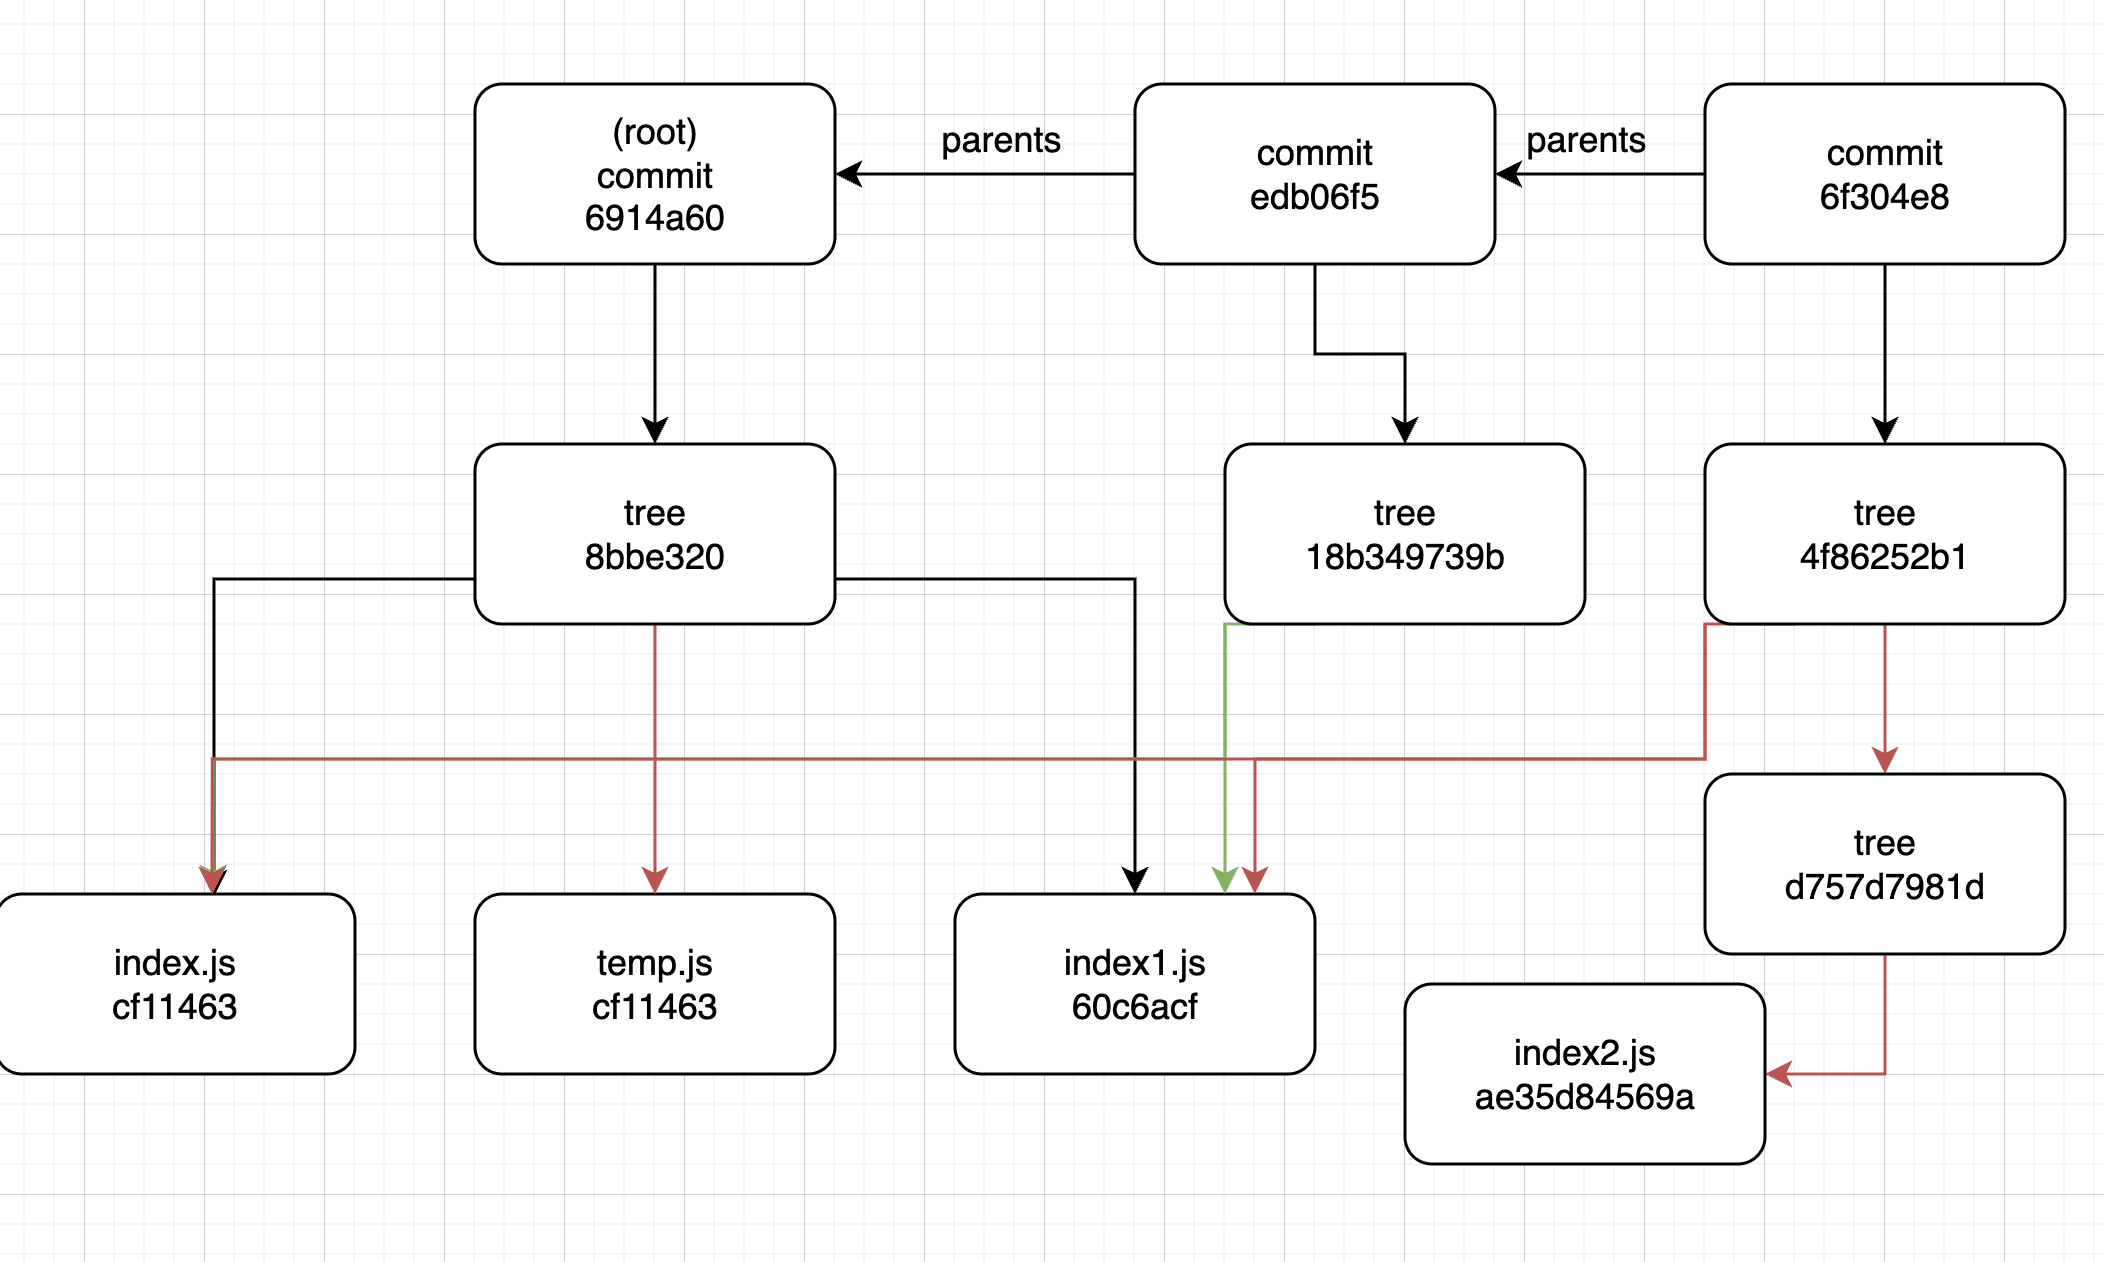 (root)
commit
6914a60
parents
commit
edb06f5
parents
commit
6f304e8
tree
8bbe320
tree
18b349739b
tree
4f86252b1
tree
d757d7981d
index.js
cf11463
temp.js
cf11463
index1.js
60c6acf
index2.js
ae35d84569a